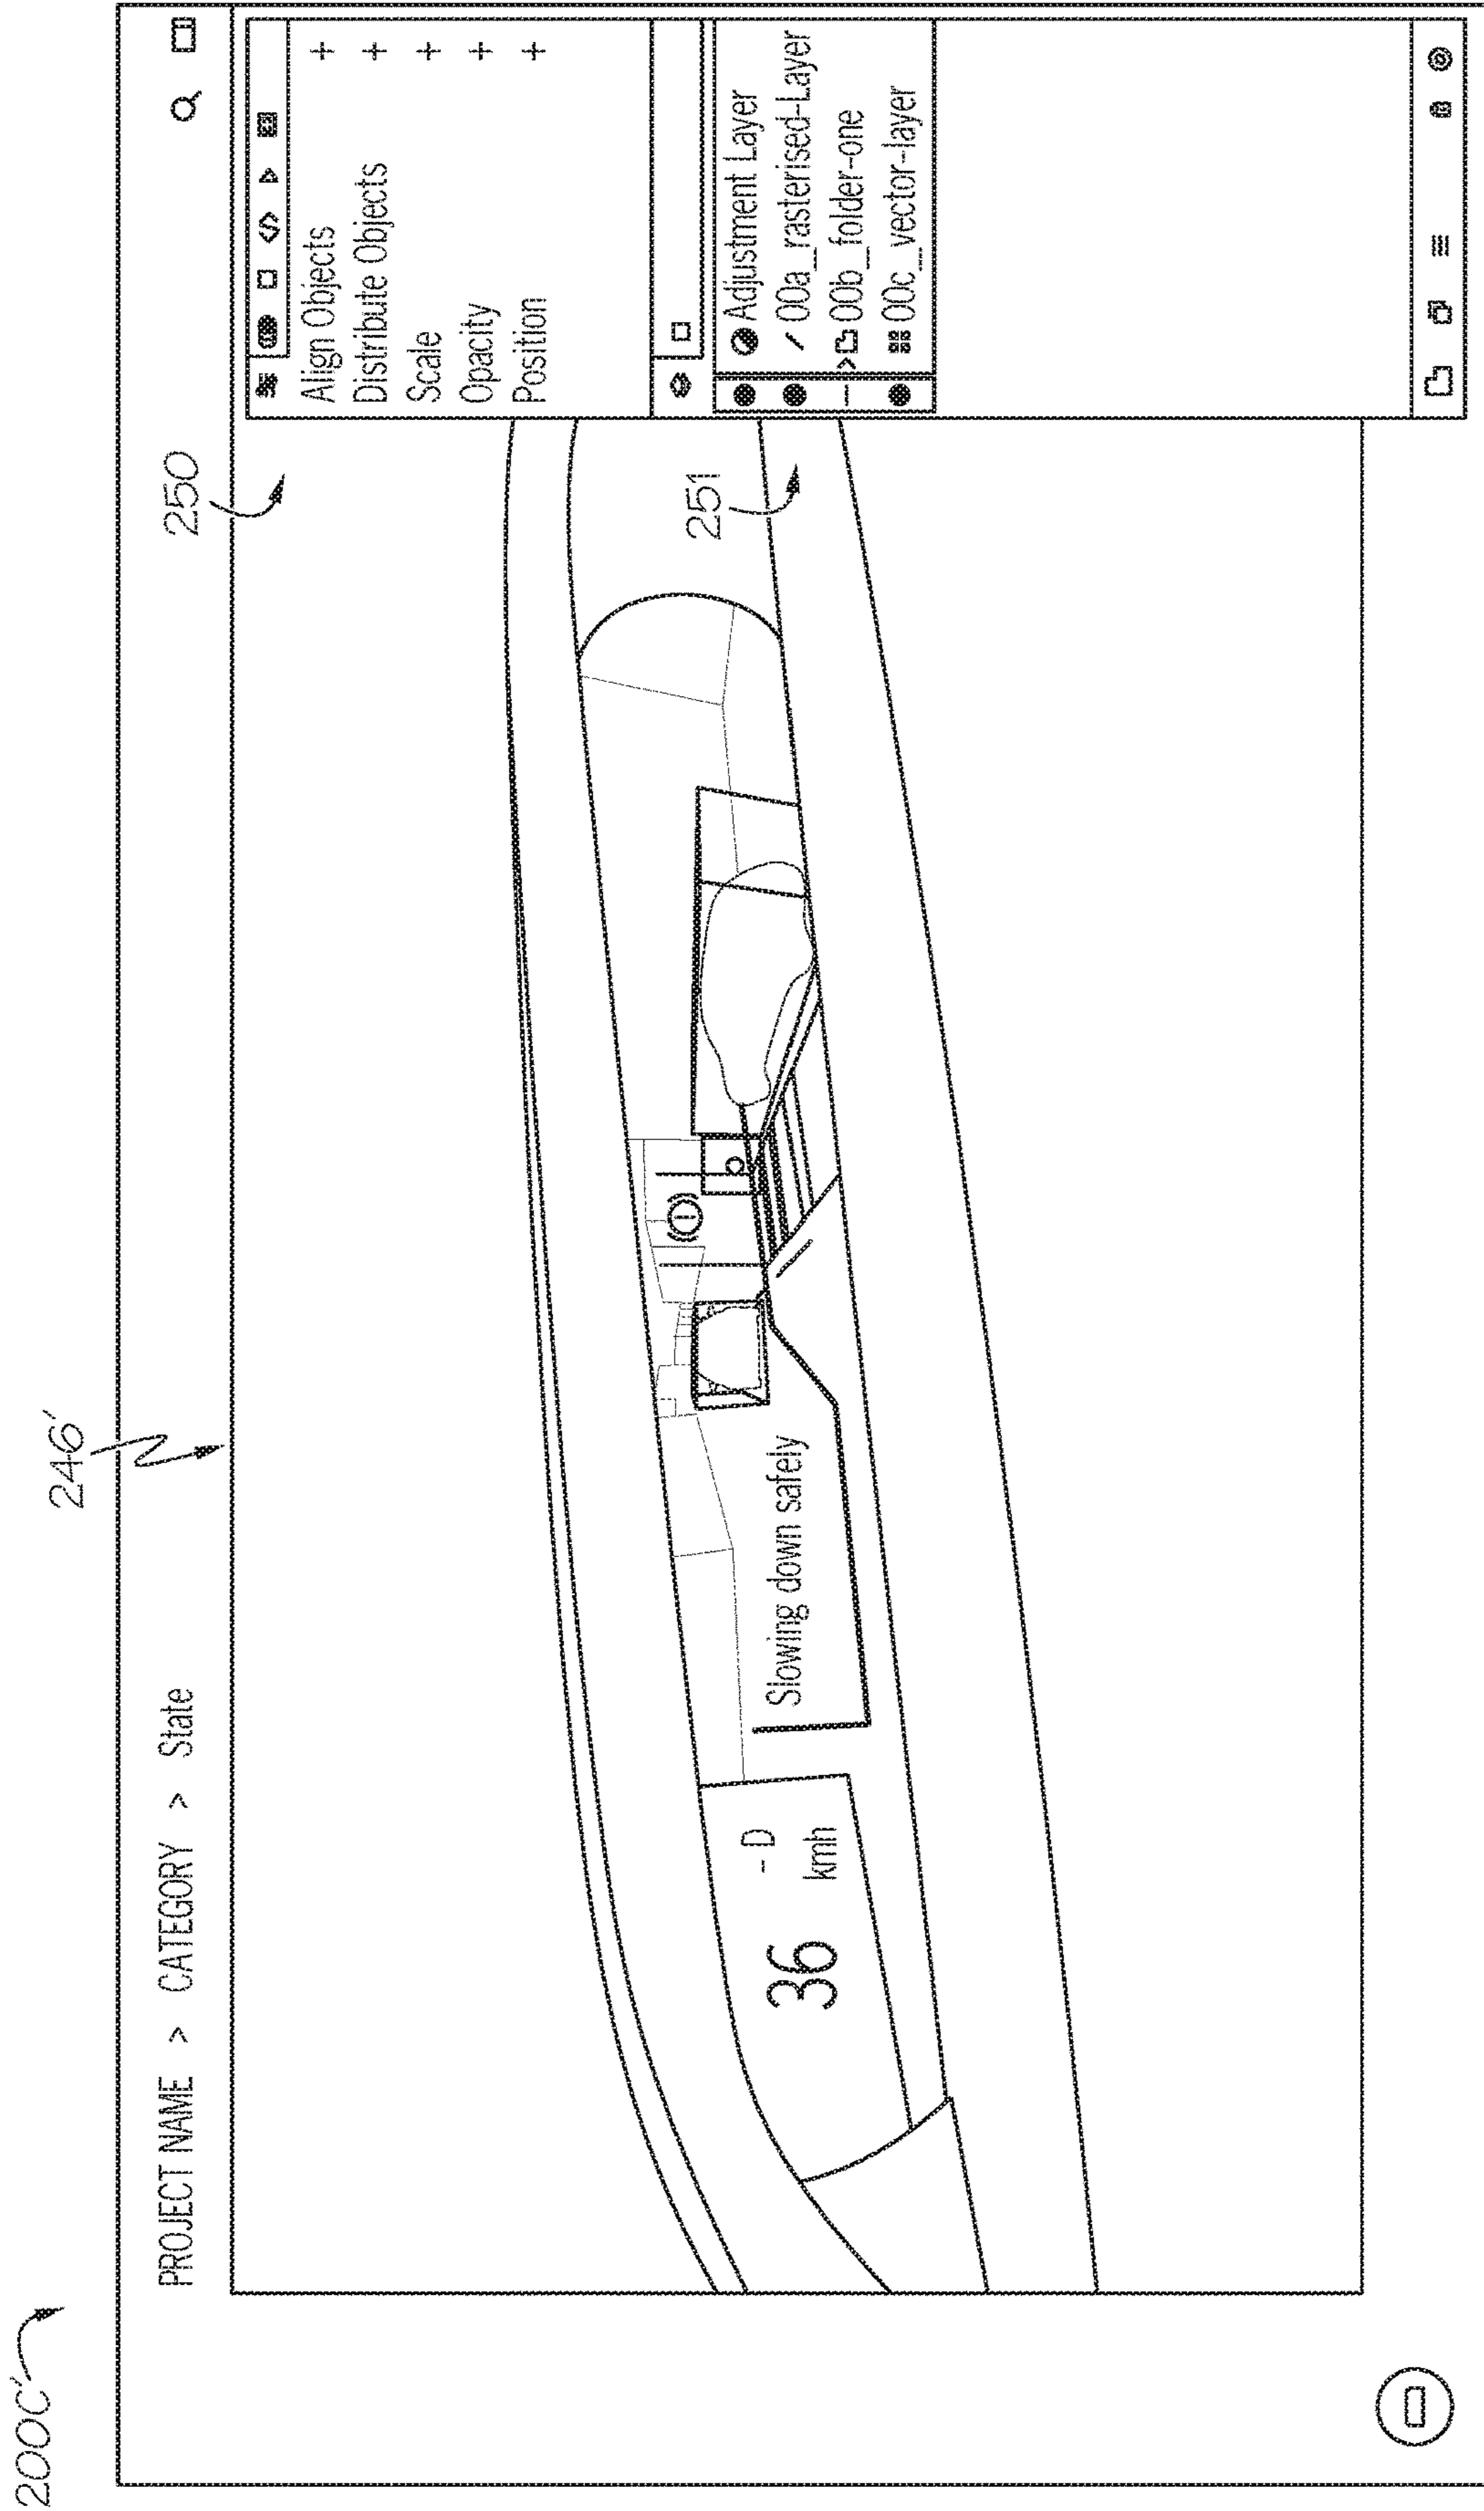 200C'
246'
PROJECT NAME > CATEGORY > State
250
Align Objects +
Distribute Objects +
Scale +
Opacity +
Position +
251
Adjustment Layer
00a_rasterised-Layer
>00b_folder-one
00c_vector-layer
36 - D
kmh
Slowing down safely